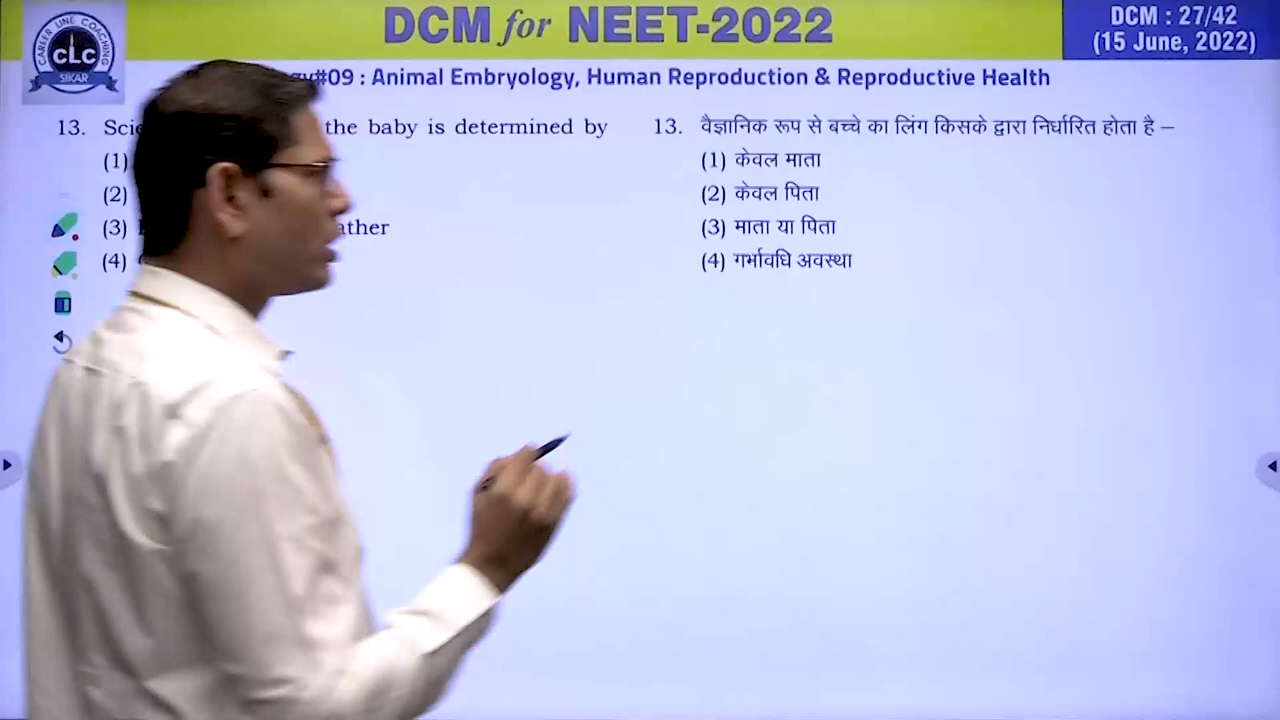 DCM for NEET-2022
DCM : 27/42
(15 June, 2022)
CAREER LINE COACHING
CLC
SIKAR
#09 : Animal Embryology, Human Reproduction & Reproductive Health
13. the baby is determined by
(1)
(2)
(3)
(4)
13. वैज्ञानिक रूप से बच्चे का लिंग किसके द्वारा निर्धारित होता है –
(1) केवल माता
(2) केवल पिता
(3) माता या पिता
(4) गर्भावधि अवस्था